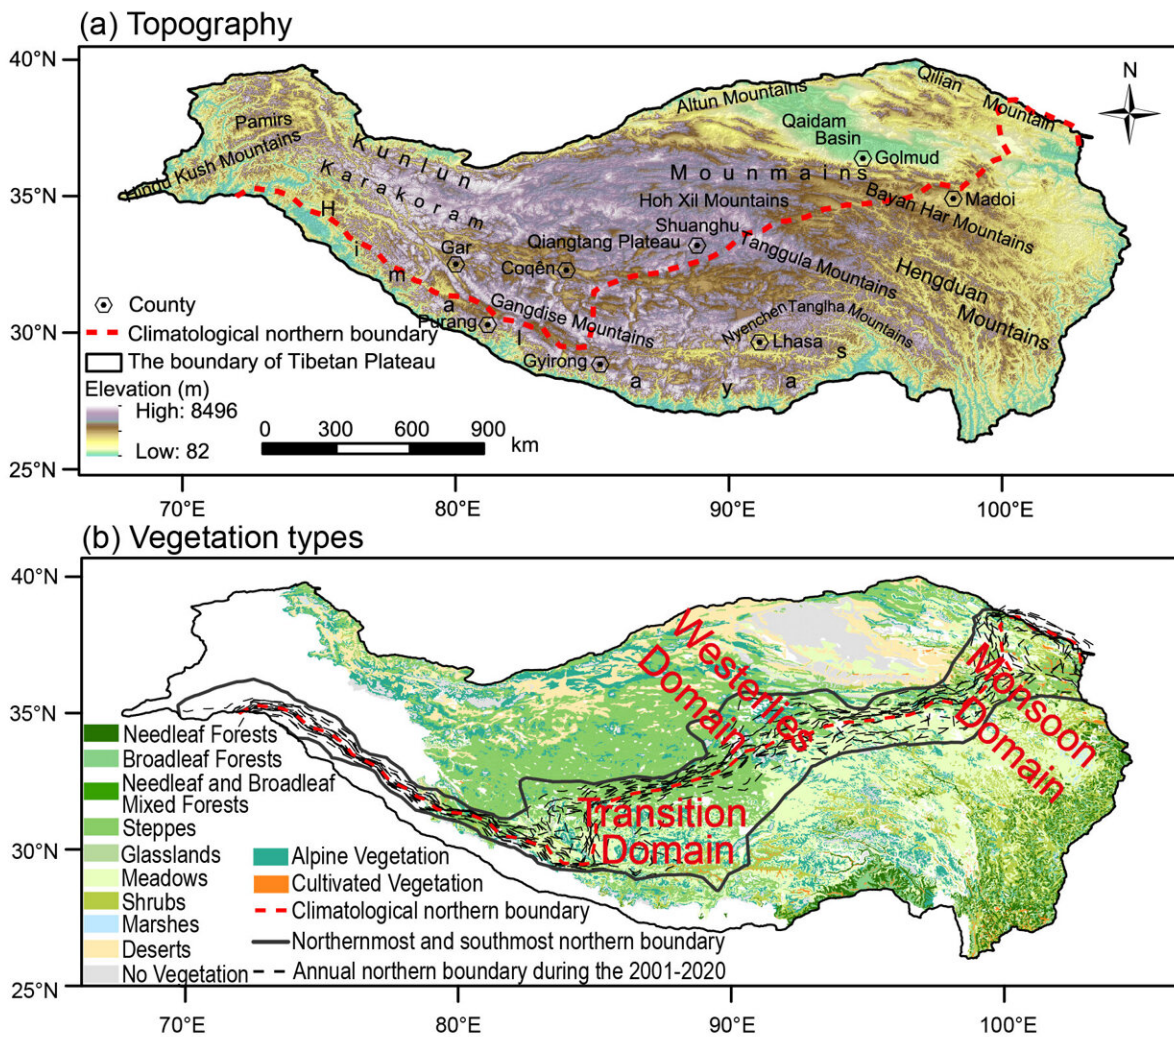 (a) Topography
40°N
35°N
30°N
25°N
N
Pamirs
Hindu Kush Mountains
Kunlun
Karakoram
Altun Mountains
Qilian
Mountain
Qaidam
Basin
Golmud
Mounmains
Hoh Xil Mountains
Bayan Har Mountains
Madoi
Shuanghu
Qiangtang Plateau
Tanggula Mountains
Gar
Coqên
Hengduan
Mountains
Gangdise Mountains
Nyenchen Tanglha Mountains
Purang
Lhasa
Gyirong
Himalayas
County
Climatological northern boundary
The boundary of Tibetan Plateau
Elevation (m)
High: 8496
Low: 82
0 300 600 900
km
70°E 80°E 90°E 100°E
(b) Vegetation types
40°N
35°N
30°N
25°N
Westerlies
Domain
Monsoon
Domain
Transition
Domain
Needleaf Forests
Broadleaf Forests
Needleaf and Broadleaf
Mixed Forests
Steppes
Glasslands
Meadows
Shrubs
Marshes
Deserts
No Vegetation
Alpine Vegetation
Cultivated Vegetation
Climatological northern boundary
Northernmost and southmost northern boundary
Annual northern boundary during the 2001-2020
70°E 80°E 90°E 100°E